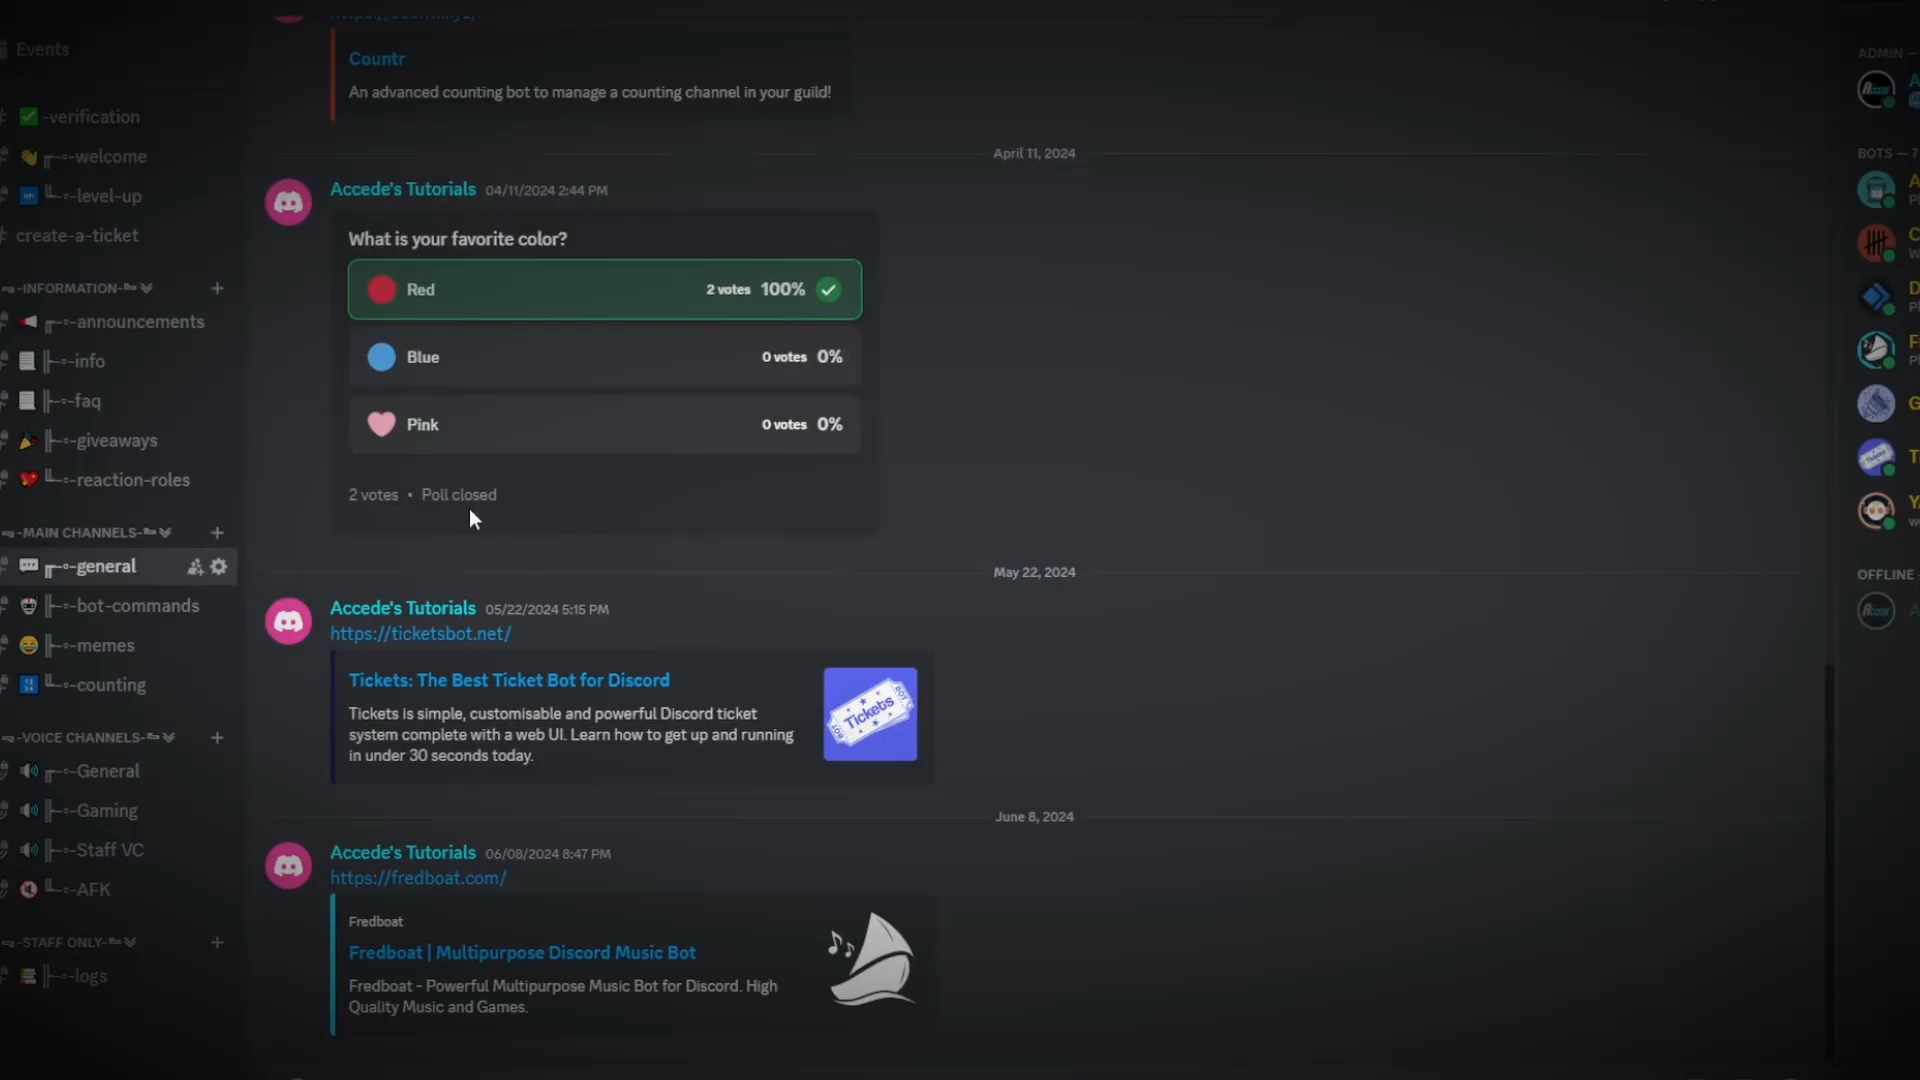 Events
-verification
╔-◦-welcome
╚-◦-level-up
create-a-ticket
-INFORMATION-
╔-◦-announcements
╠-◦-info
╠-◦-faq
╠-◦-giveaways
╚-◦-reaction-roles
-MAIN CHANNELS-
╔-◦-general
╠-◦-bot-commands
╠-◦-memes
╚-◦-counting
-VOICE CHANNELS-
╔-◦-General
╠-◦-Gaming
╠-◦-Staff VC
╚-◦-AFK
-STAFF ONLY-
╠-◦-logs
Countr
An advanced counting bot to manage a counting channel in your guild!
April 11, 2024
Accede's Tutorials 04/11/2024 2:44 PM
What is your favorite color?
Red 2 votes 100%
Blue 0 votes 0%
Pink 0 votes 0%
2 votes • Poll closed
May 22, 2024
Accede's Tutorials 05/22/2024 5:15 PM
https://ticketsbot.net/
Tickets: The Best Ticket Bot for Discord
Tickets is simple, customisable and powerful Discord ticket
system complete with a web UI. Learn how to get up and running
in under 30 seconds today.
Tickets
BOT
BOT
June 8, 2024
Accede's Tutorials 06/08/2024 8:47 PM
https://fredboat.com/
Fredboat
Fredboat | Multipurpose Discord Music Bot
Fredboat - Powerful Multipurpose Music Bot for Discord. High
Quality Music and Games.
ADMIN —
BOTS — 7
OFFLINE -